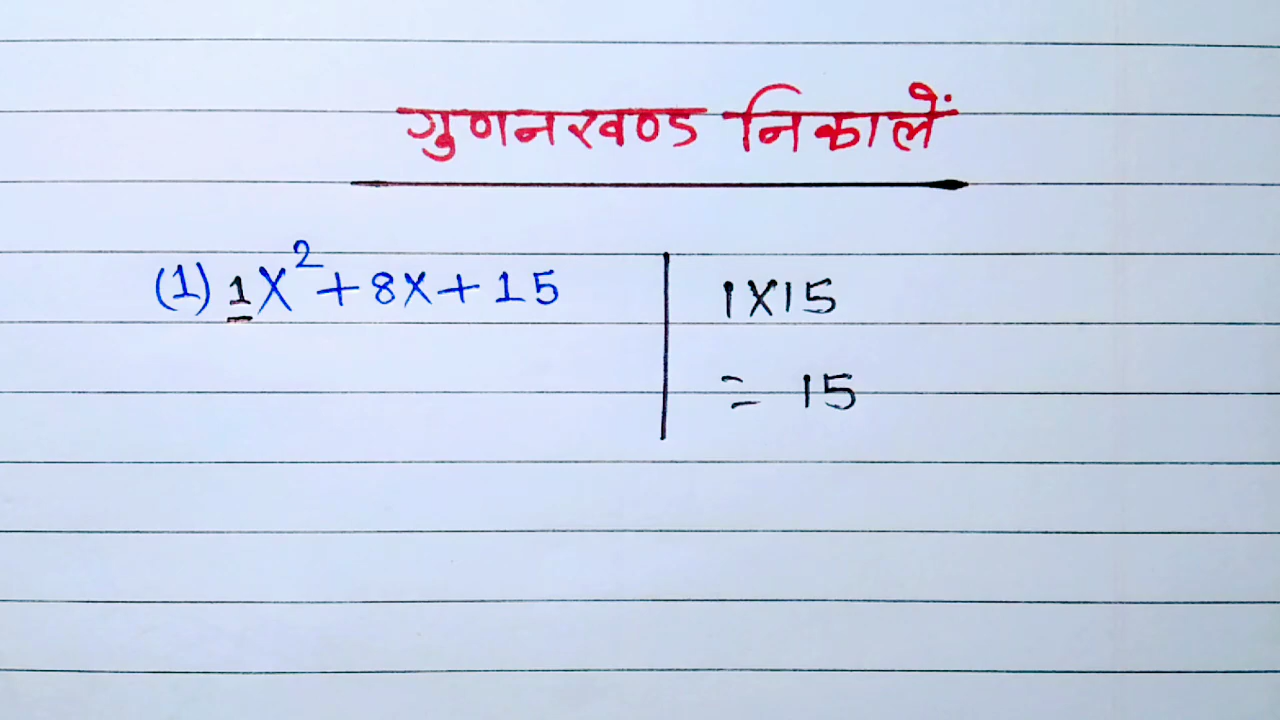 गुणनखण्ड निकालें
(1) 1x² + 8x + 15
1X15
= 15